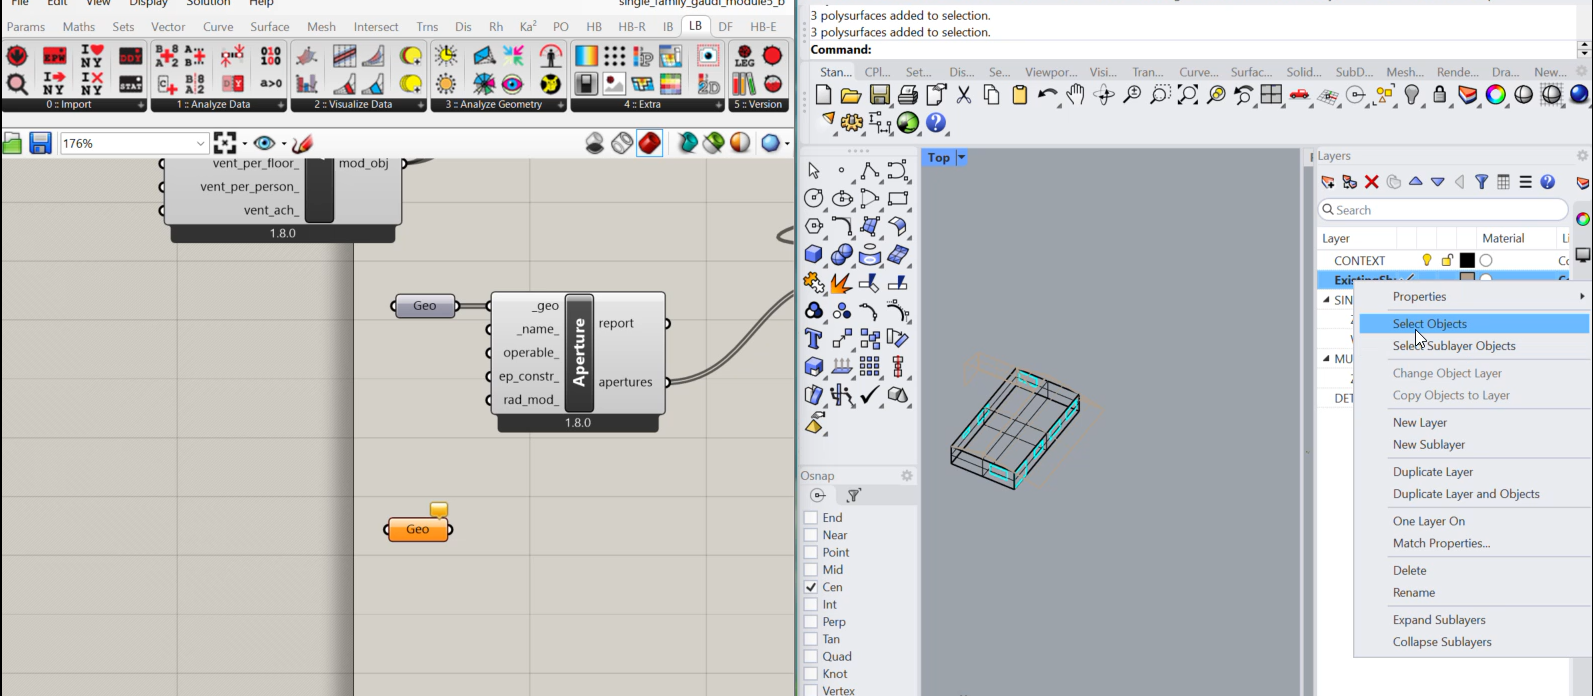 File Edit View Display Solution Help
single_family_gaudi_module5_b
Params Maths Sets Vector Curve Surface Mesh Intersect Trns Dis Rh Ka² PO HB HB-R IB LB DF HB-E
0 :: Import
1 :: Analyze Data
2 :: Visualize Data
3 :: Analyze Geometry
4 :: Extra
5 :: Version
176%
vent_per_floor_
mod_obj
vent_per_person_
vent_ach_
1.8.0
Geo
_geo
_name_
operable_
ep_constr_
rad_mod_
Aperture
report
apertures
1.8.0
Geo
3 polysurfaces added to selection.
3 polysurfaces added to selection.
Command:
Stan... CPl... Set... Dis... Se... Viewpor... Visi... Tran... Curve... Surfac... Solid... SubD... Mesh... Rende... Dra... New...
Top
Osnap
End
Near
Point
Mid
Cen
Int
Perp
Tan
Quad
Knot
Vertex
Layers
Search
Layer Material Li
CONTEXT
SIN
MU
DET
Properties
Select Objects
Select Sublayer Objects
Change Object Layer
Copy Objects to Layer
New Layer
New Sublayer
Duplicate Layer
Duplicate Layer and Objects
One Layer On
Match Properties...
Delete
Rename
Expand Sublayers
Collapse Sublayers